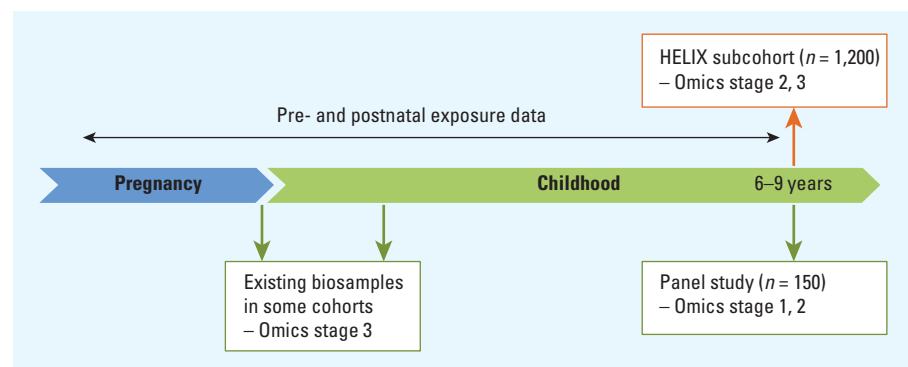 HELIX subcohort (n = 1,200)
– Omics stage 2, 3
Pre- and postnatal exposure data
Pregnancy
Childhood
6–9 years
Existing biosamples
in some cohorts
– Omics stage 3
Panel study (n = 150)
– Omics stage 1, 2